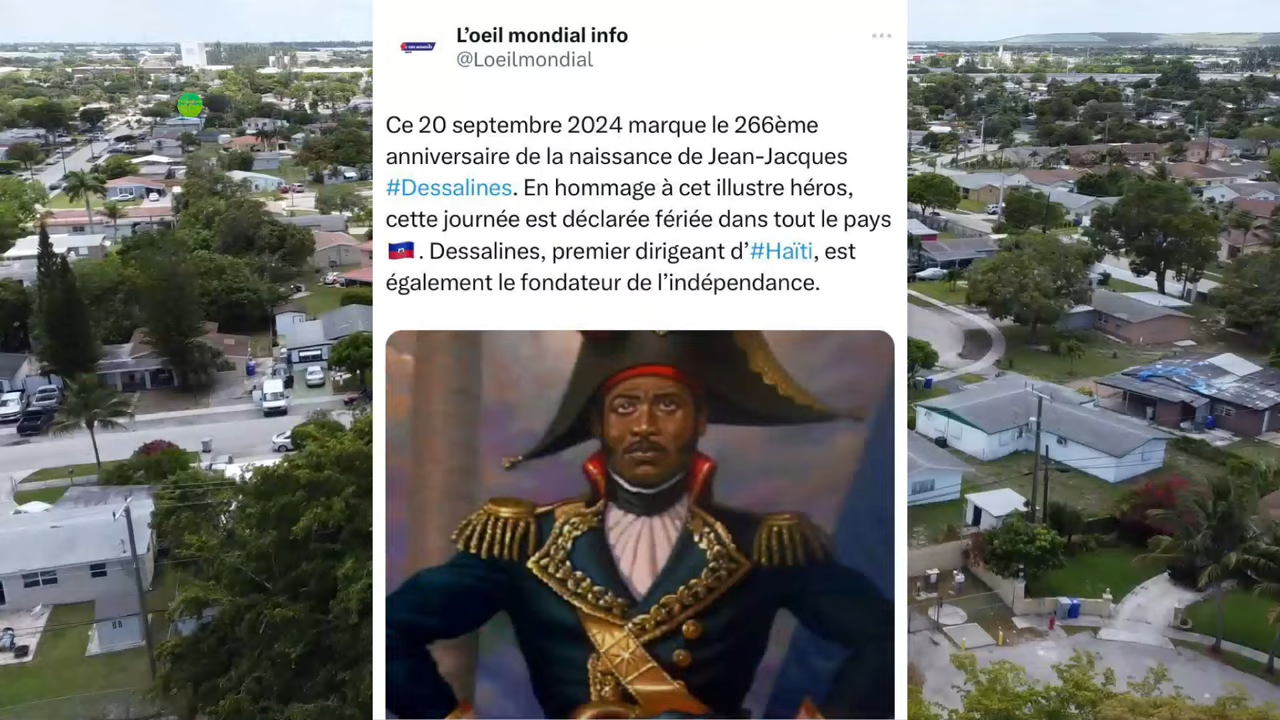 L'oeil mondial info
@Loeilmondial
Ce 20 septembre 2024 marque le 266ème
anniversaire de la naissance de Jean-Jacques
#Dessalines. En hommage à cet illustre héros,
cette journée est déclarée fériée dans tout le pays
🇭🇹. Dessalines, premier dirigeant d'#Haïti, est
également le fondateur de l'indépendance.